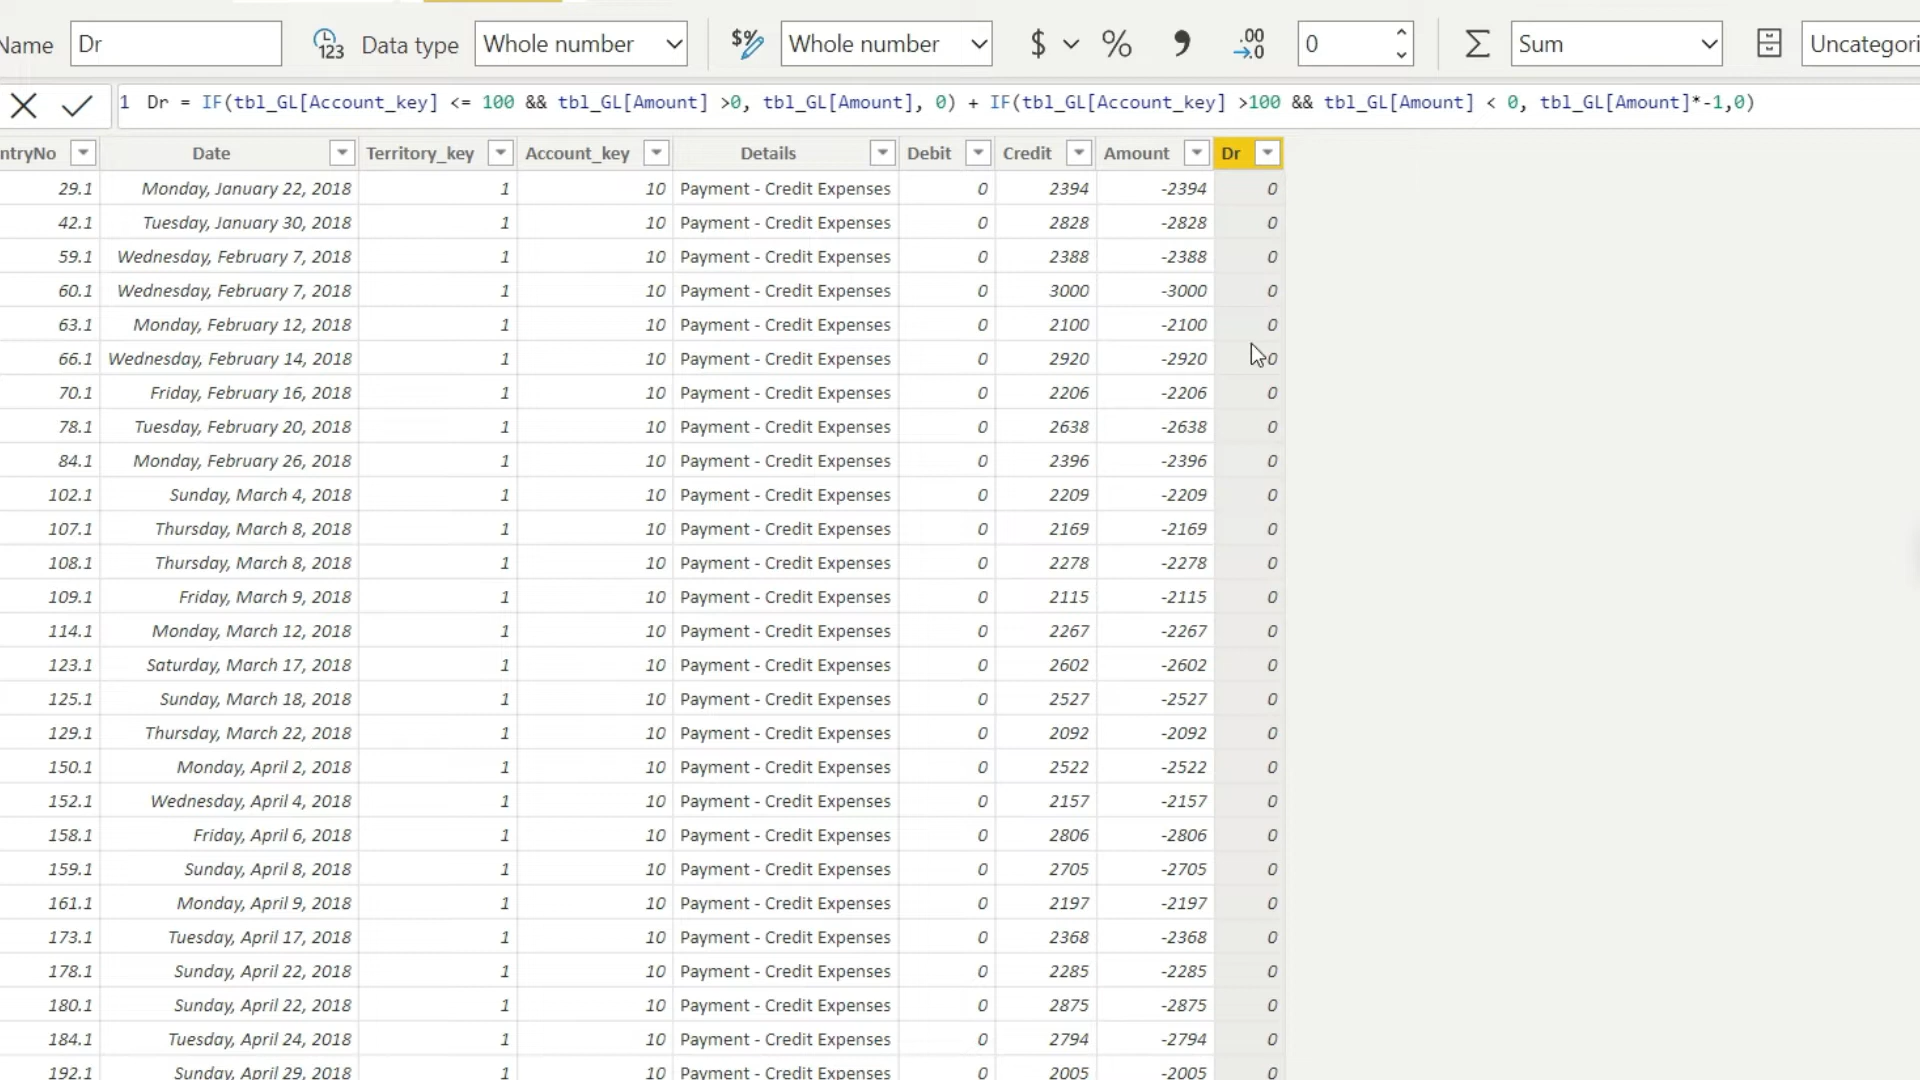 Name Dr Data type Whole number Whole number $ % 0 Sum Uncategori
1 Dr = IF(tbl_GL[Account_key] <= 100 && tbl_GL[Amount] >0, tbl_GL[Amount], 0) + IF(tbl_GL[Account_key] >100 && tbl_GL[Amount] < 0, tbl_GL[Amount]*-1,0)
ntryNo Date Territory_key Account_key Details Debit Credit Amount Dr
29.1 Monday, January 22, 2018 1 10 Payment - Credit Expenses 0 2394 -2394 0
42.1 Tuesday, January 30, 2018 1 10 Payment - Credit Expenses 0 2828 -2828 0
59.1 Wednesday, February 7, 2018 1 10 Payment - Credit Expenses 0 2388 -2388 0
60.1 Wednesday, February 7, 2018 1 10 Payment - Credit Expenses 0 3000 -3000 0
63.1 Monday, February 12, 2018 1 10 Payment - Credit Expenses 0 2100 -2100 0
66.1 Wednesday, February 14, 2018 1 10 Payment - Credit Expenses 0 2920 -2920 0
70.1 Friday, February 16, 2018 1 10 Payment - Credit Expenses 0 2206 -2206 0
78.1 Tuesday, February 20, 2018 1 10 Payment - Credit Expenses 0 2638 -2638 0
84.1 Monday, February 26, 2018 1 10 Payment - Credit Expenses 0 2396 -2396 0
102.1 Sunday, March 4, 2018 1 10 Payment - Credit Expenses 0 2209 -2209 0
107.1 Thursday, March 8, 2018 1 10 Payment - Credit Expenses 0 2169 -2169 0
108.1 Thursday, March 8, 2018 1 10 Payment - Credit Expenses 0 2278 -2278 0
109.1 Friday, March 9, 2018 1 10 Payment - Credit Expenses 0 2115 -2115 0
114.1 Monday, March 12, 2018 1 10 Payment - Credit Expenses 0 2267 -2267 0
123.1 Saturday, March 17, 2018 1 10 Payment - Credit Expenses 0 2602 -2602 0
125.1 Sunday, March 18, 2018 1 10 Payment - Credit Expenses 0 2527 -2527 0
129.1 Thursday, March 22, 2018 1 10 Payment - Credit Expenses 0 2092 -2092 0
150.1 Monday, April 2, 2018 1 10 Payment - Credit Expenses 0 2522 -2522 0
152.1 Wednesday, April 4, 2018 1 10 Payment - Credit Expenses 0 2157 -2157 0
158.1 Friday, April 6, 2018 1 10 Payment - Credit Expenses 0 2806 -2806 0
159.1 Sunday, April 8, 2018 1 10 Payment - Credit Expenses 0 2705 -2705 0
161.1 Monday, April 9, 2018 1 10 Payment - Credit Expenses 0 2197 -2197 0
173.1 Tuesday, April 17, 2018 1 10 Payment - Credit Expenses 0 2368 -2368 0
178.1 Sunday, April 22, 2018 1 10 Payment - Credit Expenses 0 2285 -2285 0
180.1 Sunday, April 22, 2018 1 10 Payment - Credit Expenses 0 2875 -2875 0
184.1 Tuesday, April 24, 2018 1 10 Payment - Credit Expenses 0 2794 -2794 0
192.1 Sunday, April 29, 2018 1 10 Payment - Credit Expenses 0 2005 -2005 0